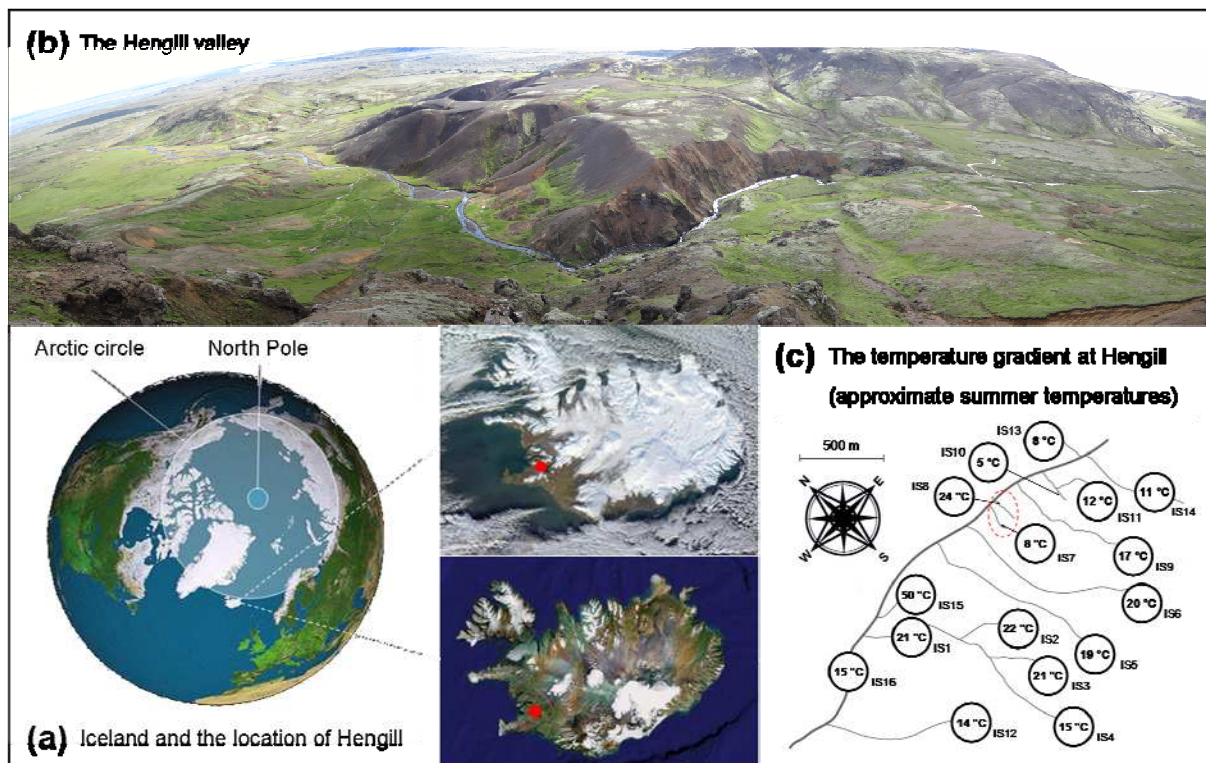 (b) The Hengill valley
Arctic circle
North Pole
(a) Iceland and the location of Hengill
(c) The temperature gradient at Hengill
(approximate summer temperatures)
500 m
N
E
W
S
IS13
8 °C
IS10
5 °C
IS8
24 °C
12 °C
IS11
11 °C
IS14
8 °C
IS7
17 °C
IS9
20 °C
IS6
50 °C
IS15
21 °C
IS1
22 °C
IS2
19 °C
IS5
21 °C
IS3
15 °C
IS16
14 °C
IS12
15 °C
IS4